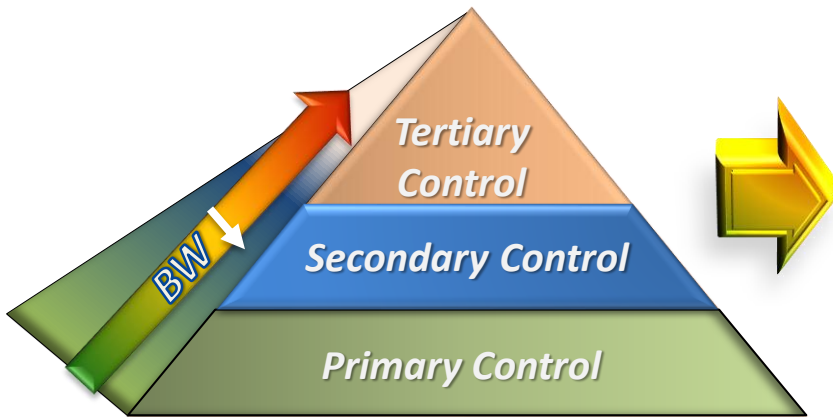 Tertiary
Control
BW
Secondary Control
Primary Control